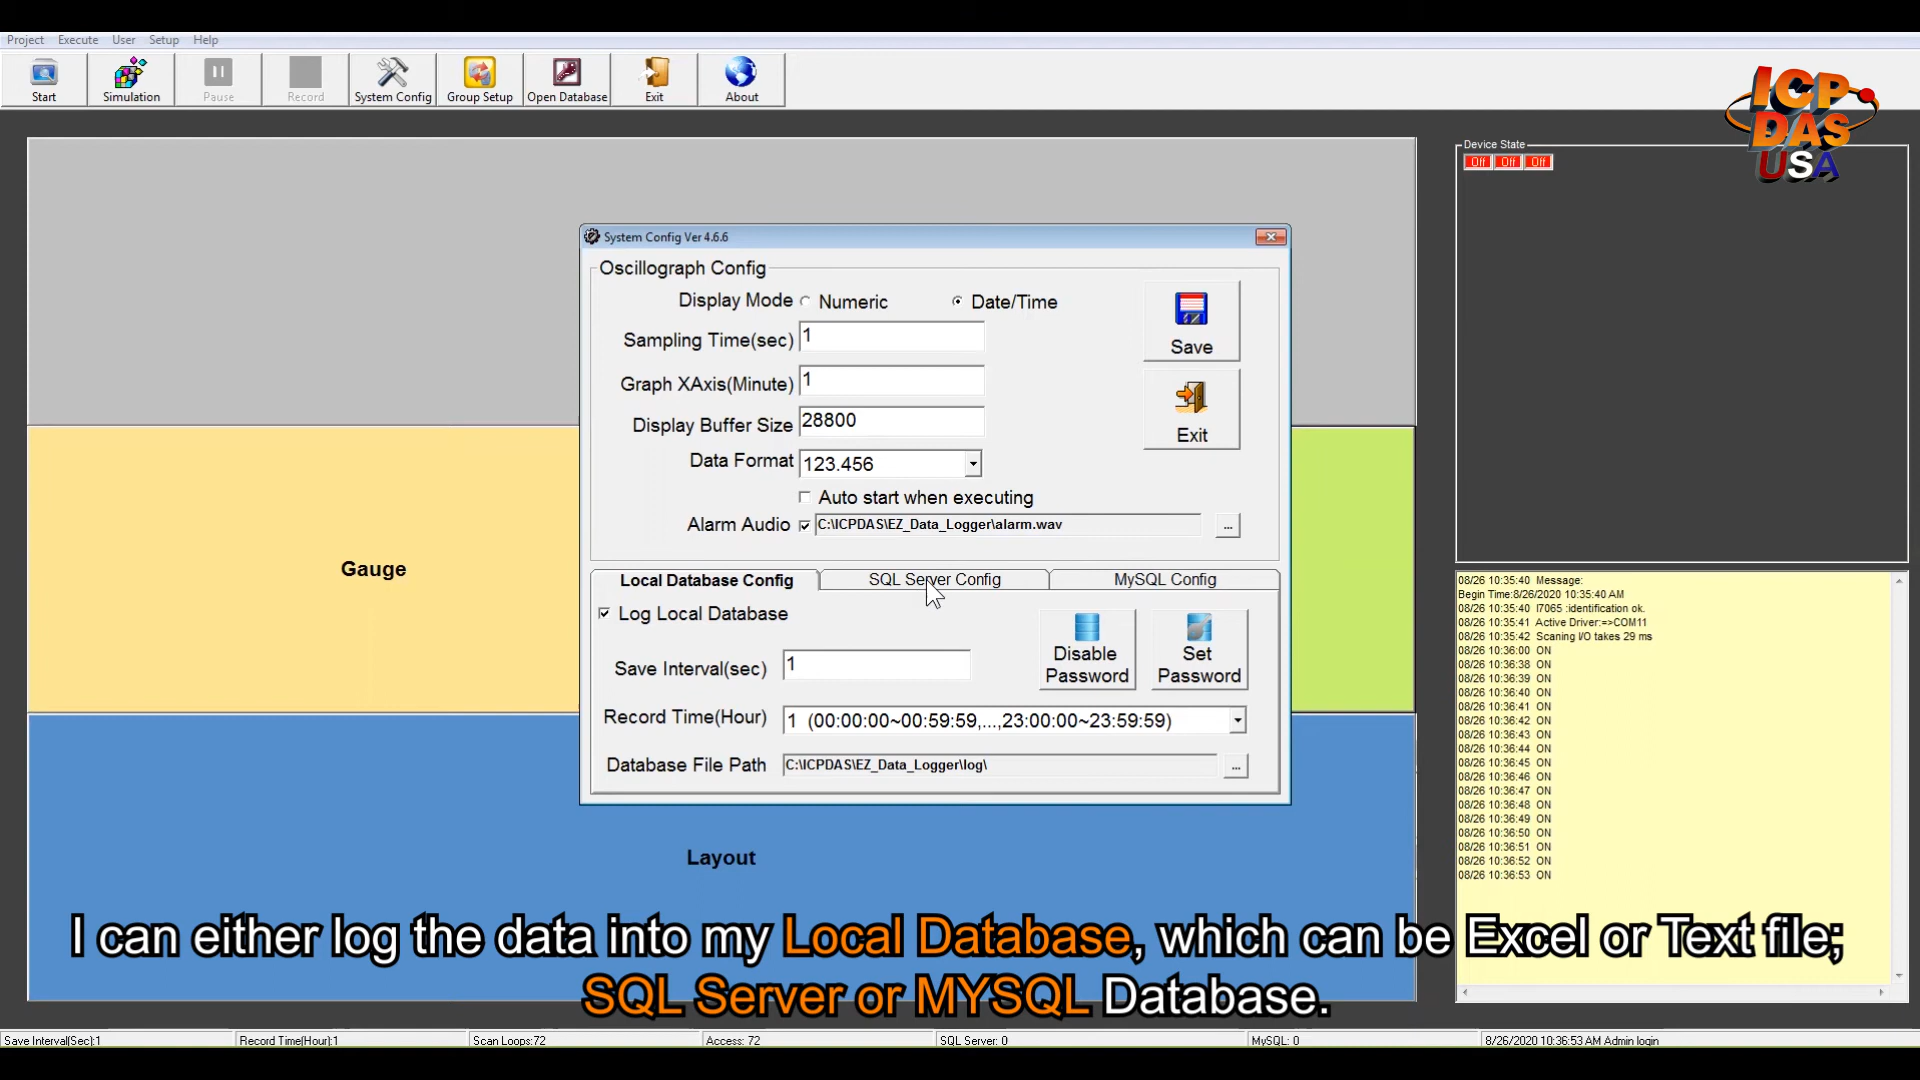 Project Execute User Setup Help
Start Simulation Pause Record System Config Group Setup Open Database Exit About
ICP
DAS
USA
Device State
Off Off Off
System Config Ver 4.6.6
Oscillograph Config
Display Mode Numeric Date/Time
Sampling Time(sec) 1
Graph XAxis(Minute) 1
Display Buffer Size 28800
Data Format 123.456
Auto start when executing
Alarm Audio C:\ICPDAS\EZ_Data_Logger\alarm.wav ...
Save
Exit
Local Database Config SQL Server Config MySQL Config
Log Local Database
Save Interval(sec) 1
Disable Password
Set Password
Record Time(Hour) 1 (00:00:00~00:59:59,...,23:00:00~23:59:59)
Database File Path C:\ICPDAS\EZ_Data_Logger\log\ ...
Gauge
Layout
08/26 10:35:40 Message:
Begin Time:8/26/2020 10:35:40 AM
08/26 10:35:40 I7065 :identification ok.
08/26 10:35:41 Active Driver:=>COM11
08/26 10:35:42 Scaning I/O takes 29 ms
08/26 10:36:00 ON
08/26 10:36:38 ON
08/26 10:36:39 ON
08/26 10:36:40 ON
08/26 10:36:41 ON
08/26 10:36:42 ON
08/26 10:36:43 ON
08/26 10:36:44 ON
08/26 10:36:45 ON
08/26 10:36:46 ON
08/26 10:36:47 ON
08/26 10:36:48 ON
08/26 10:36:49 ON
08/26 10:36:50 ON
08/26 10:36:51 ON
08/26 10:36:52 ON
08/26 10:36:53 ON
I can either log the data into my Local Database, which can be Excel or Text file;
SQL Server or MYSQL Database.
Save Interval(Sec):1 Record Time(Hour):1 Scan Loops:72 Access: 72 SQL Server: 0 MySQL: 0 8/26/2020 10:36:53 AM Admin login